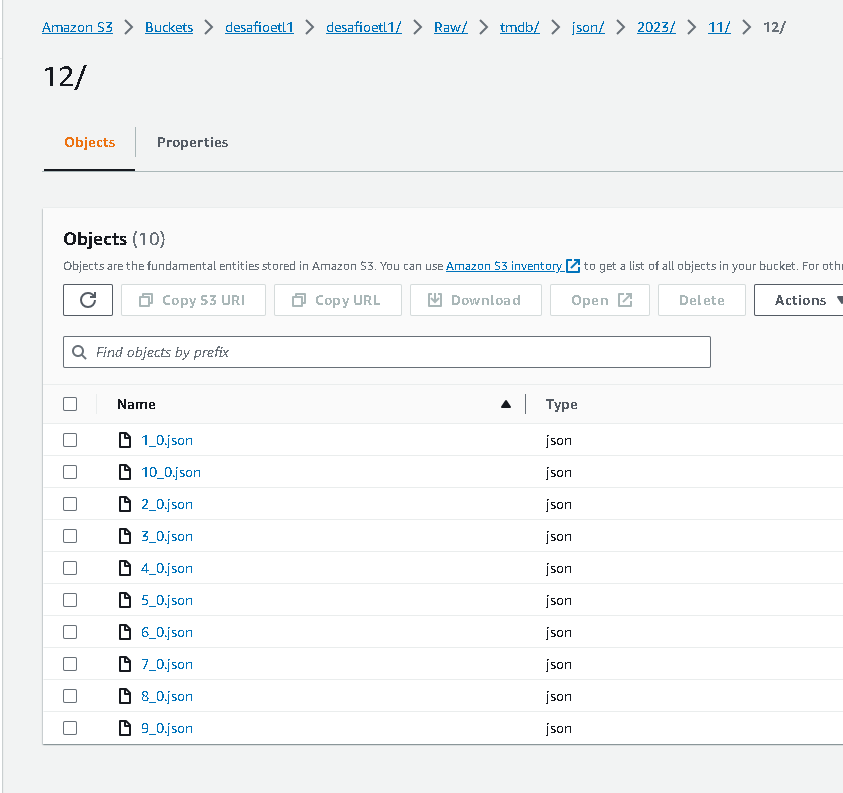 Amazon S3 > Buckets > desafioetl1 > desafioetl1/ > Raw/ > tmdb/ > json/ > 2023/ > 11/ > 12/
12/
Objects Properties
Objects (10)
Objects are the fundamental entities stored in Amazon S3. You can use Amazon S3 inventory to get a list of all objects in your bucket. For oth
Copy S3 URI Copy URL Download Open Delete Actions
Find objects by prefix
Name Type
1_0.json json
10_0.json json
2_0.json json
3_0.json json
4_0.json json
5_0.json json
6_0.json json
7_0.json json
8_0.json json
9_0.json json